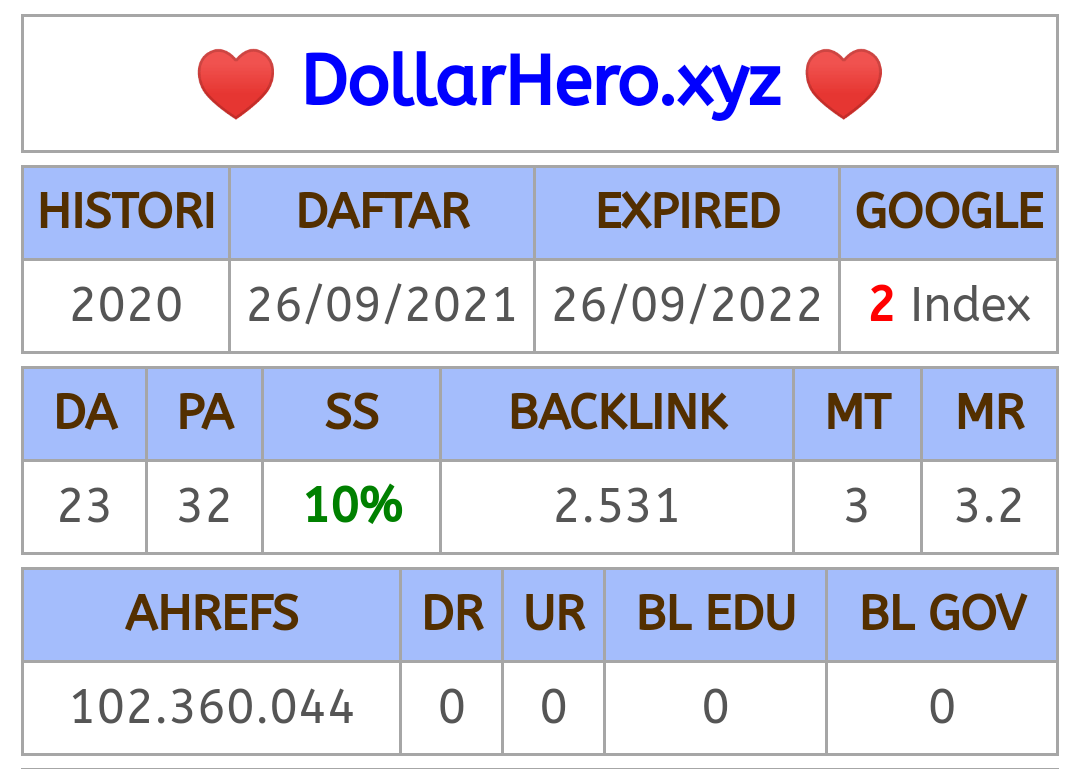 DollarHero.xyz
HISTORI DAFTAR EXPIRED GOOGLE
2020 26/09/2021 26/09/2022 2 Index
DA PA SS BACKLINK MT MR
23 32 10% 2.531 3 3.2
AHREFS DR UR BL EDU BL GOV
102.360.044 0 0 0 0